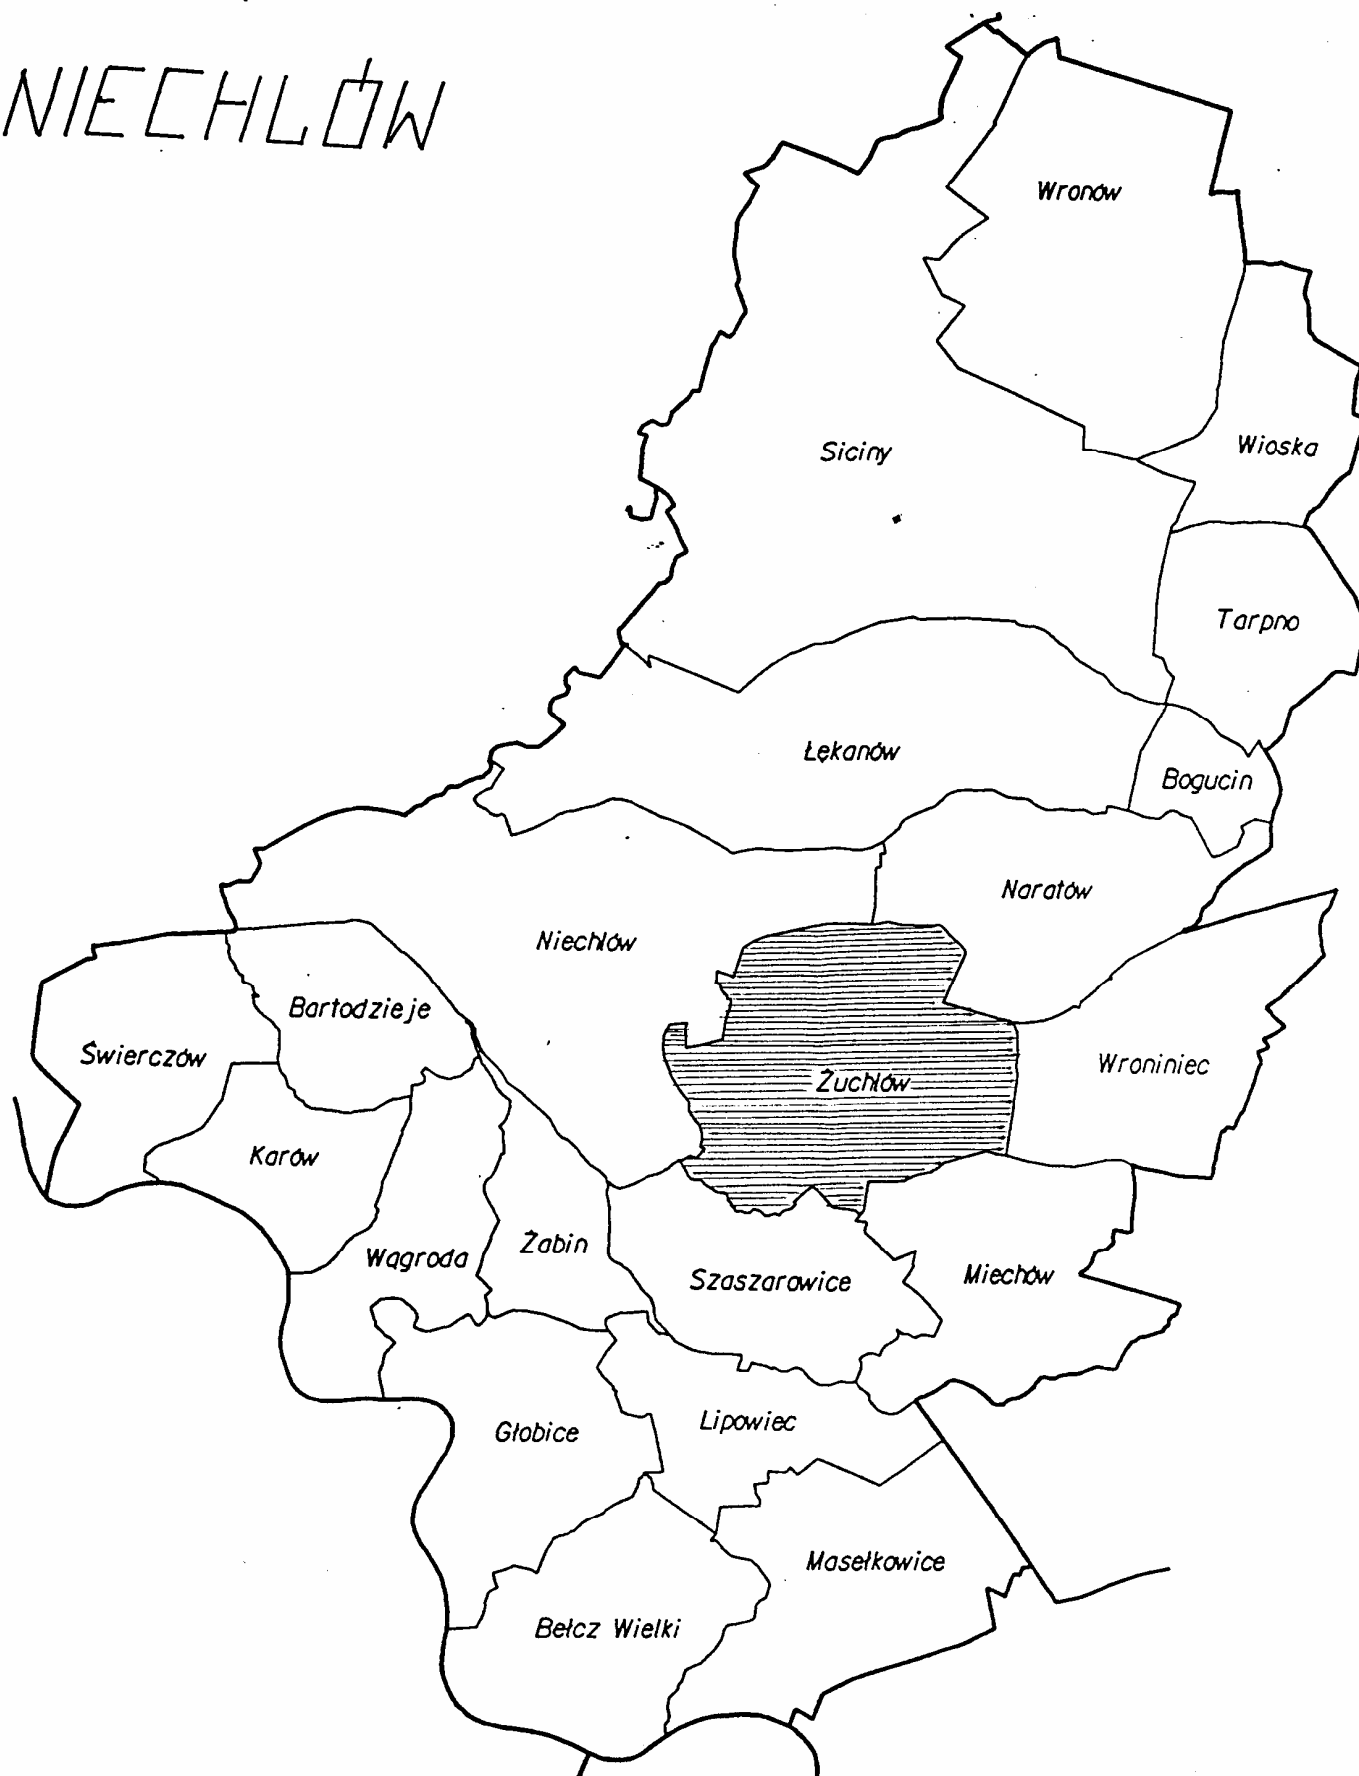 NIECHLÓW
Wronów
Siciny
Wioska
Tarpno
Łękanów
Bogucin
Naratów
Niechlów
Bartodzieje
Świerczów
Żuchlów
Wroniniec
Karów
Wągroda
Żabin
Szaszarowice
Miechów
Głobice
Lipowiec
Masełkowice
Bełcz Wielki